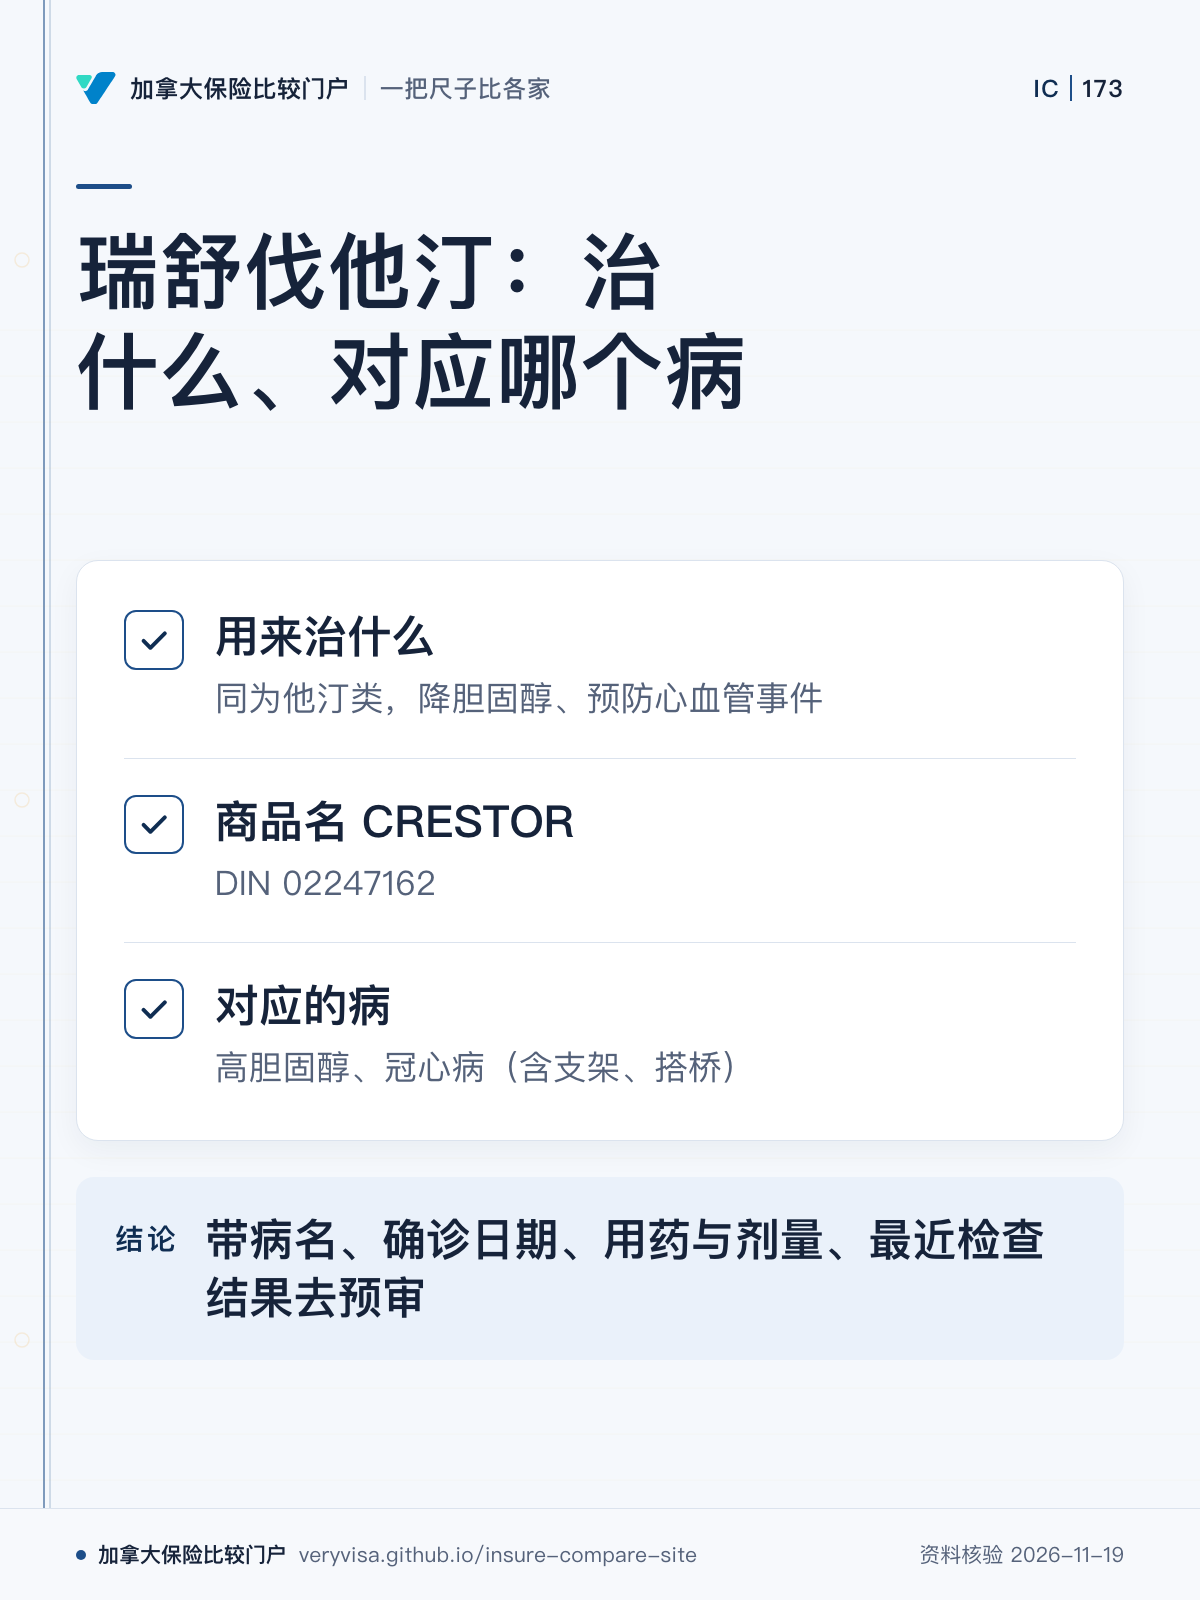 加拿大保险比较门户 一把尺子比各家
IC 173
瑞舒伐他汀：治
什么、对应哪个病
用来治什么
同为他汀类，降胆固醇、预防心血管事件
商品名 CRESTOR
DIN 02247162
对应的病
高胆固醇、冠心病（含支架、搭桥）
结论 带病名、确诊日期、用药与剂量、最近检查
结果去预审
加拿大保险比较门户 veryvisa.github.io/insure-compare-site
资料核验 2026-11-19